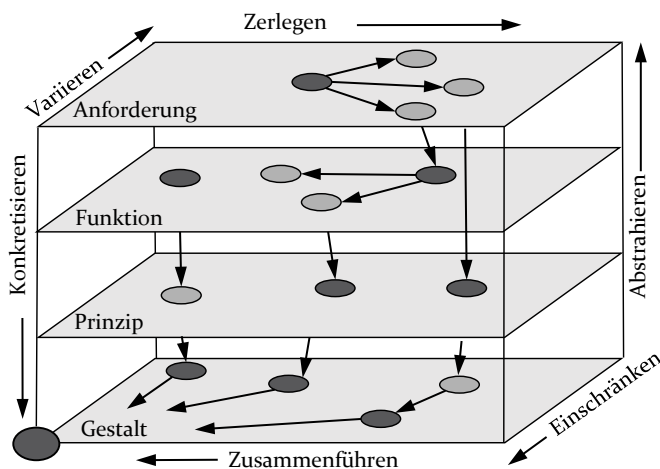 Zerlegen
Variieren
Anforderung
Konkretisieren
Funktion
Abstrahieren
Prinzip
Einschränken
Gestalt
Zusammenführen